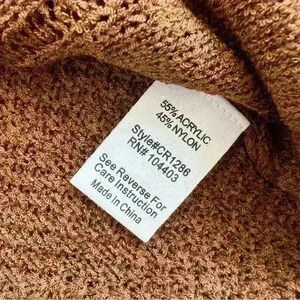 55% ACRYLIC
45% NYLON
Style#CR1286
RN# 104403
See Reverse For
Care Instruction
Made In China